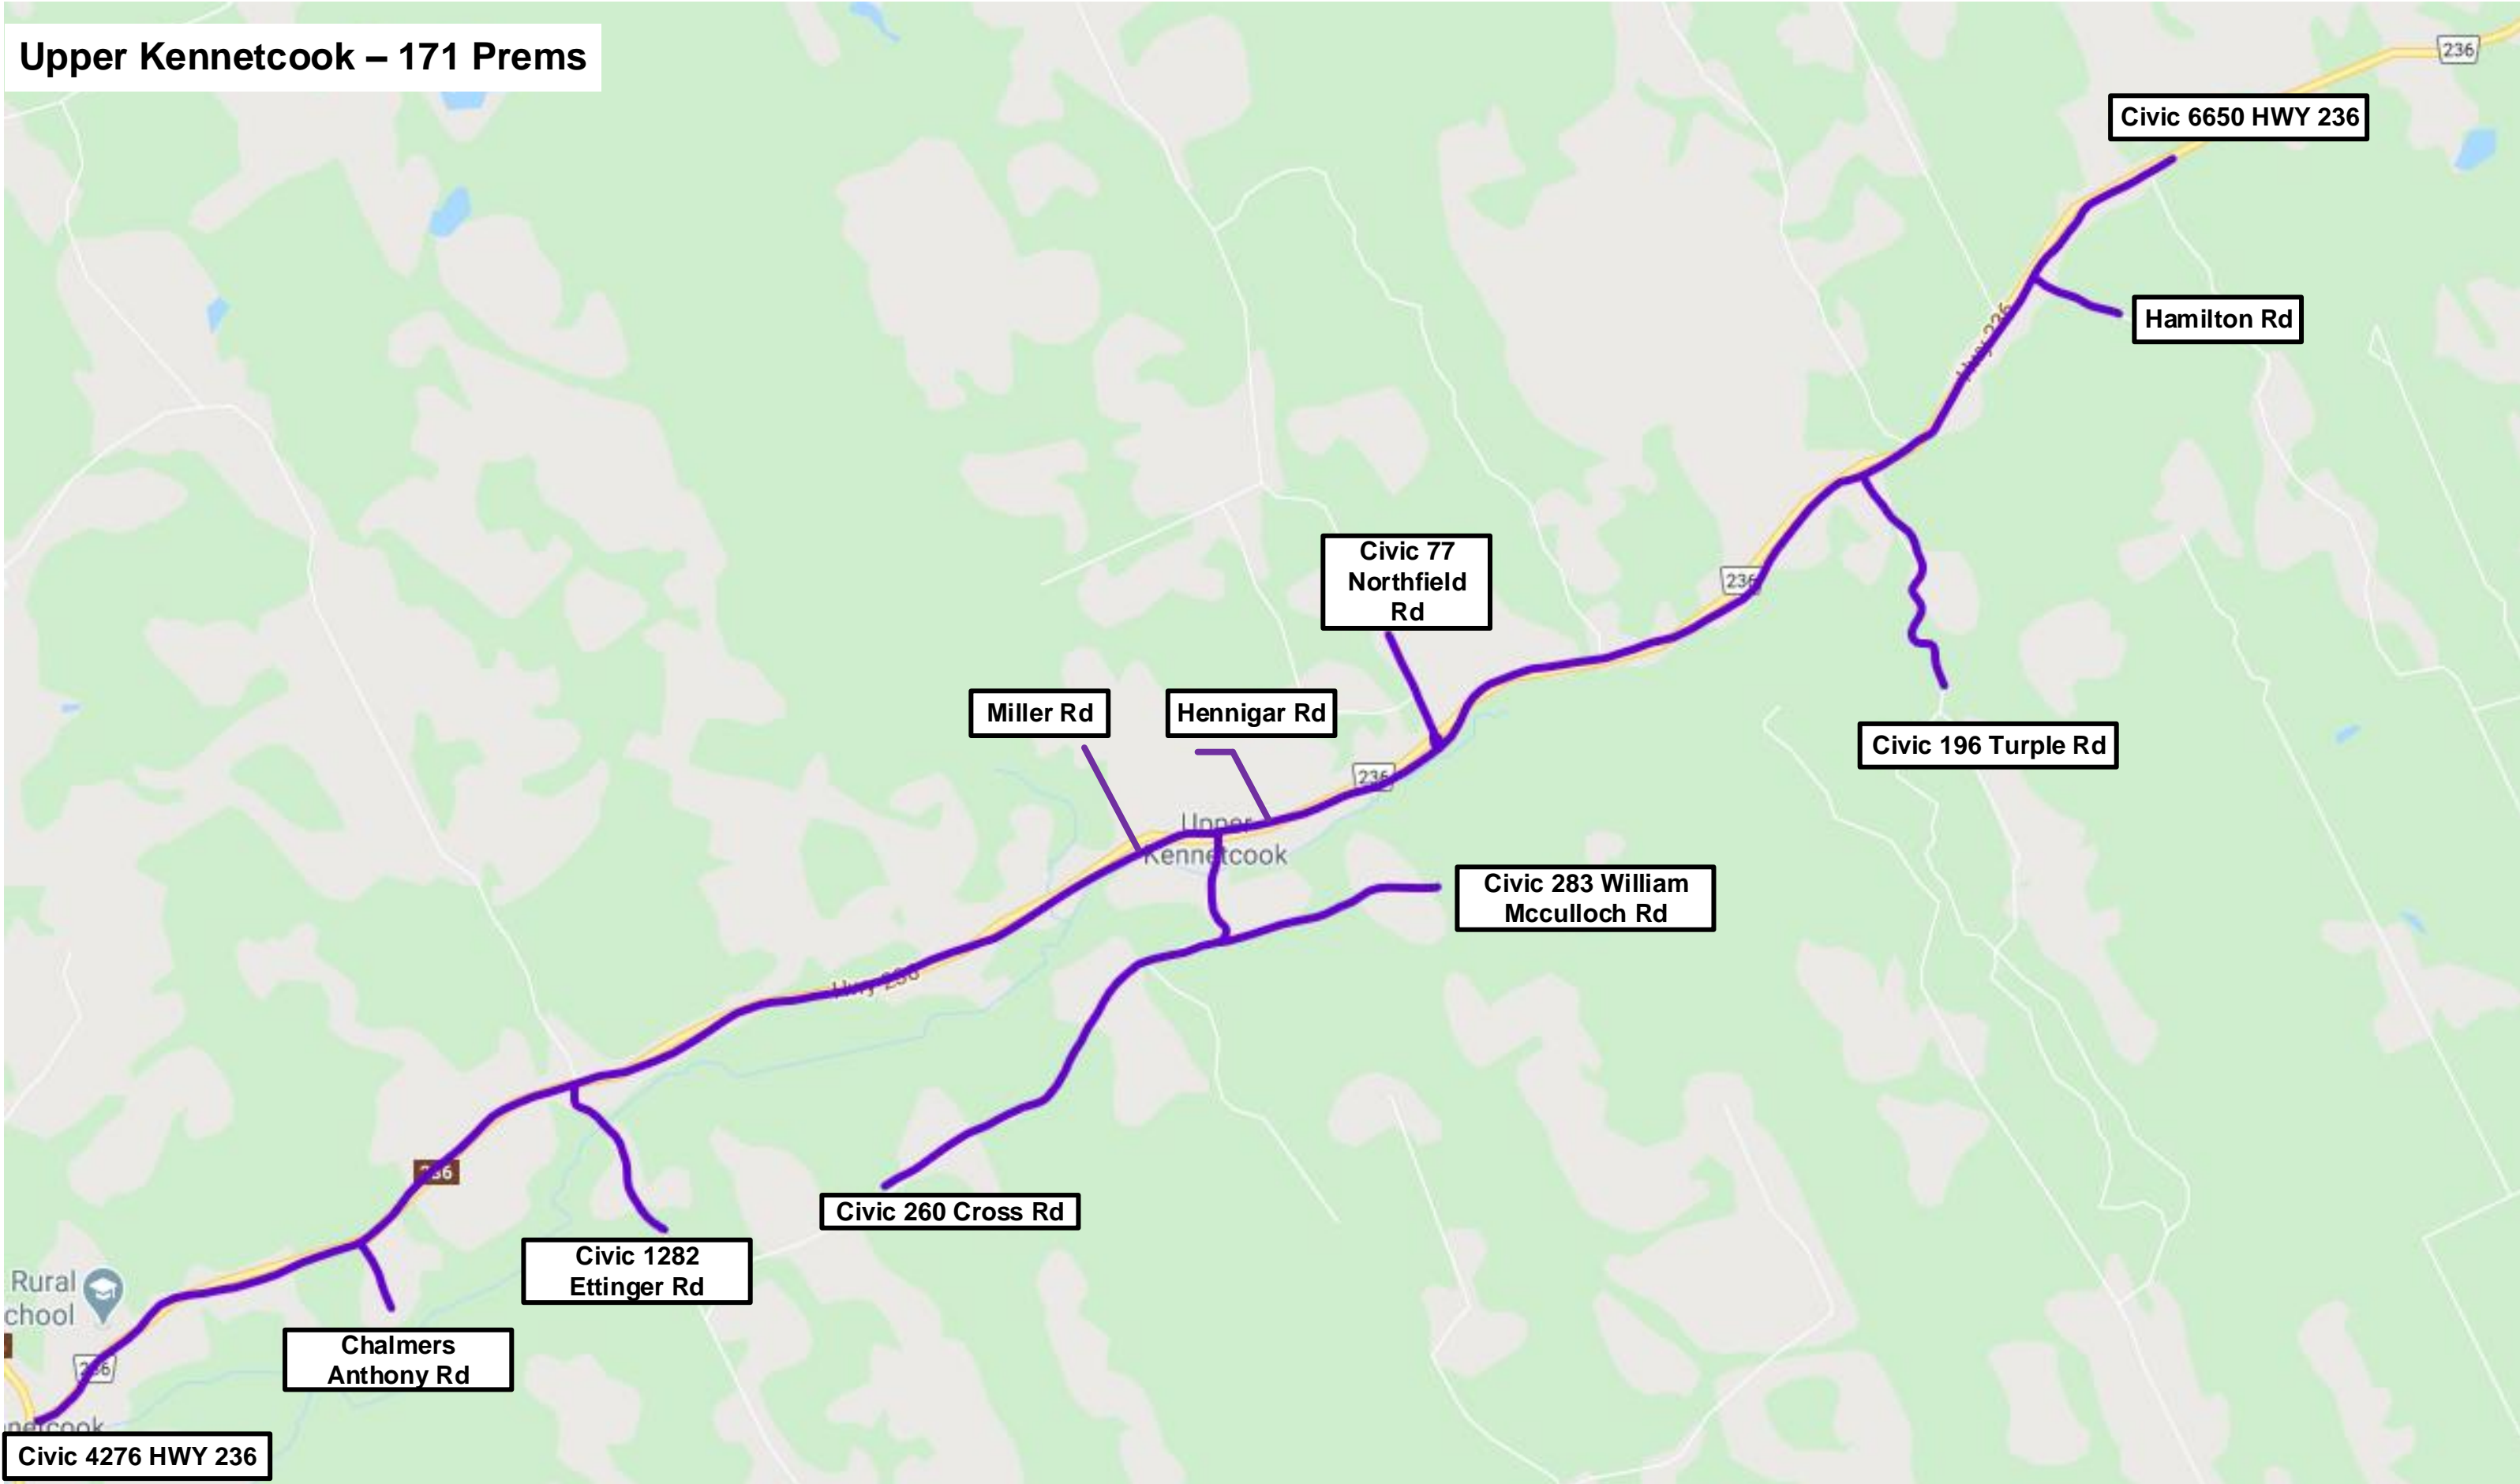 Upper Kennetcook – 171 Prems
236
Civic 6650 HWY 236
Hamilton Rd
Hwy 236
Civic 77
Northfield
Rd
236
Miller Rd
Hennigar Rd
Civic 196 Turple Rd
236
Upper
Kennetcook
Civic 283 William
Mcculloch Rd
Hwy 236
236
Civic 260 Cross Rd
Civic 1282
Ettinger Rd
Rural
chool
Chalmers
Anthony Rd
236
netcook
Civic 4276 HWY 236